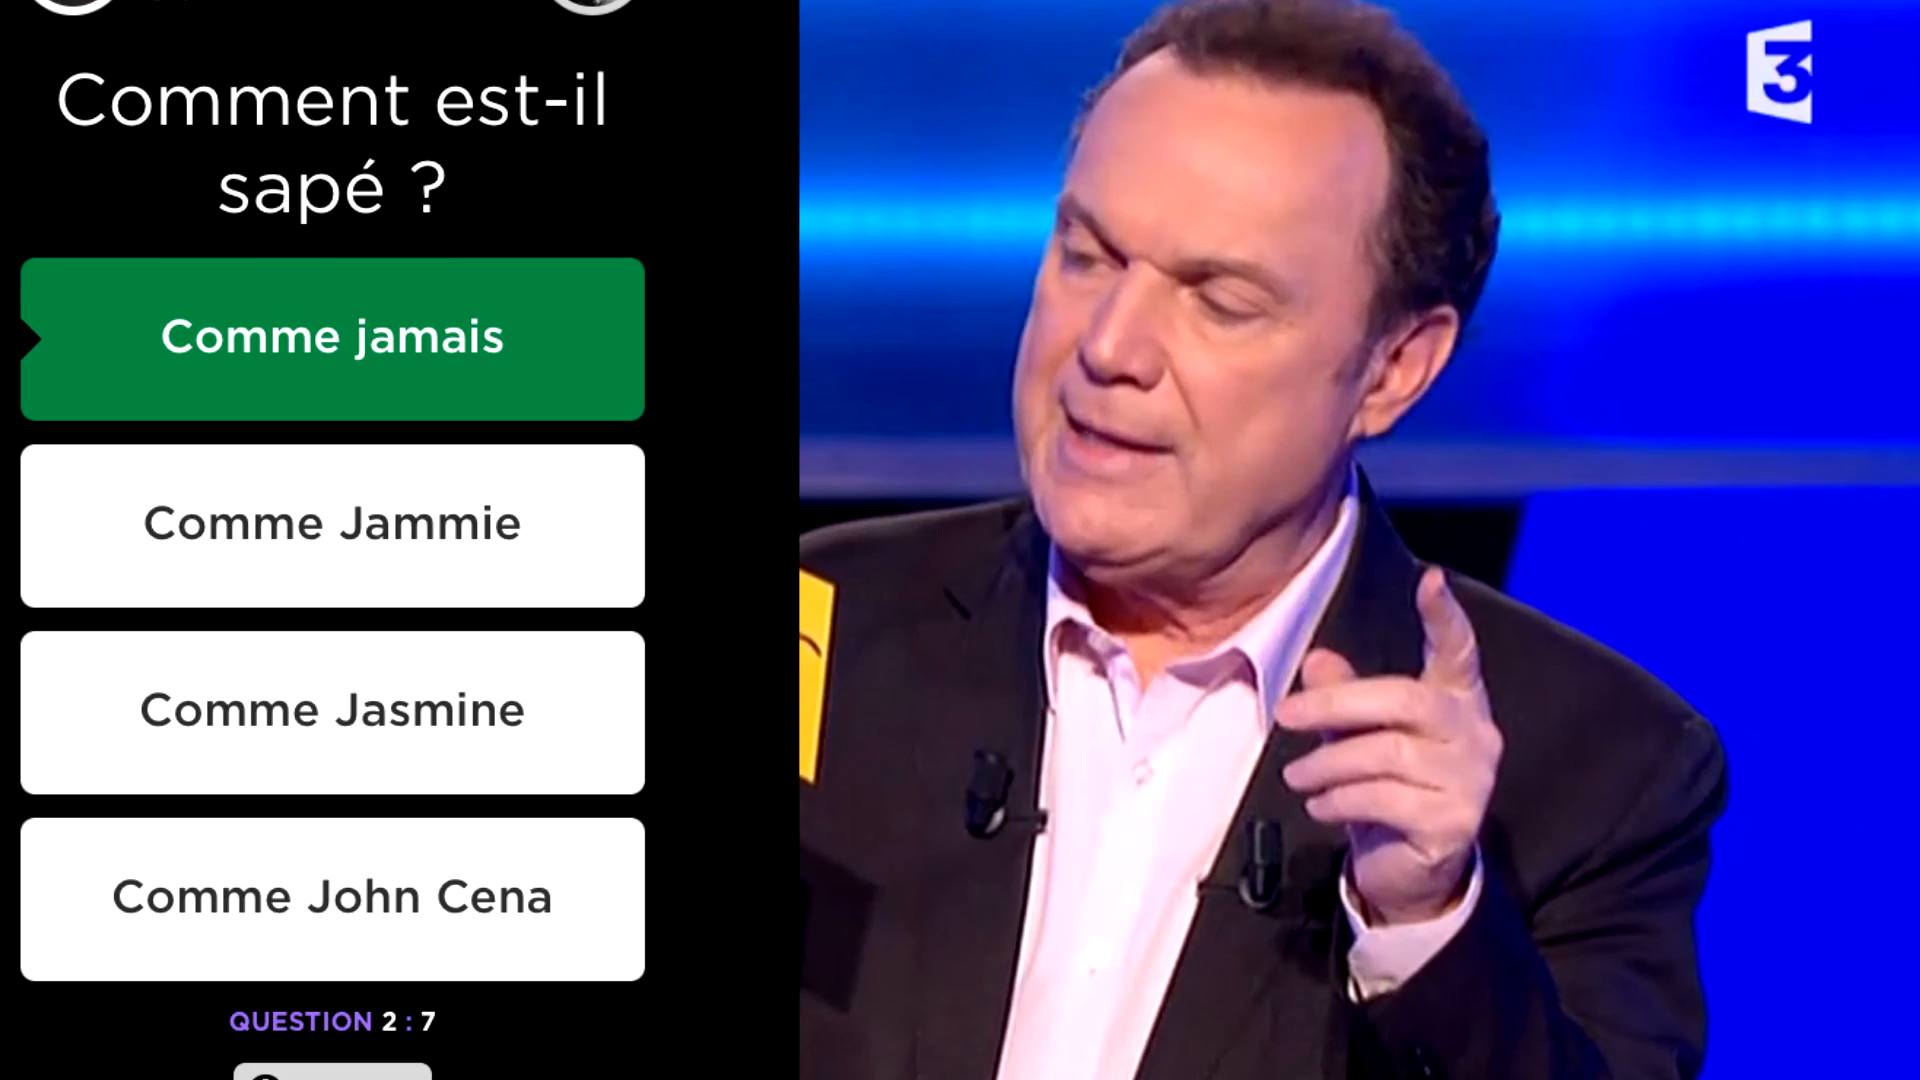 Comment est-il
sapé ?
Comme jamais
Comme Jammie
Comme Jasmine
Comme John Cena
QUESTION 2 : 7
3